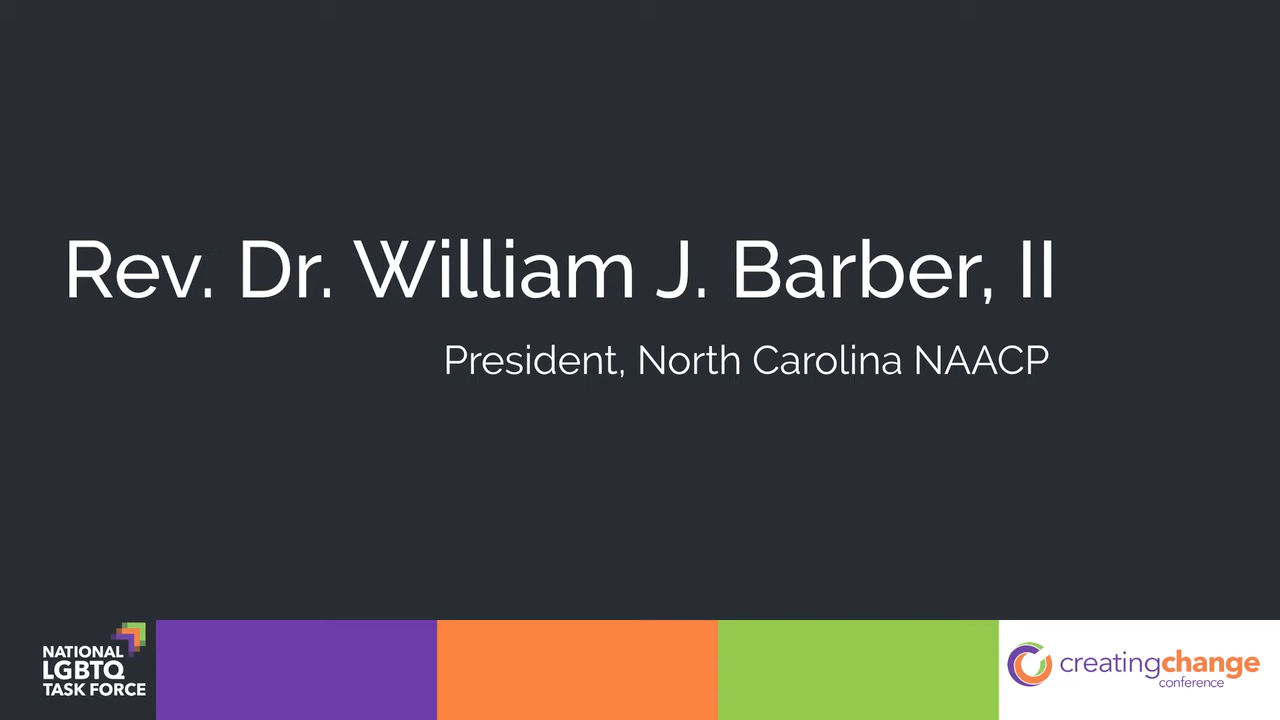 Rev. Dr. William J. Barber, II
President, North Carolina NAACP
NATIONAL
LGBTQ
TASK FORCE
creatingchange
conference